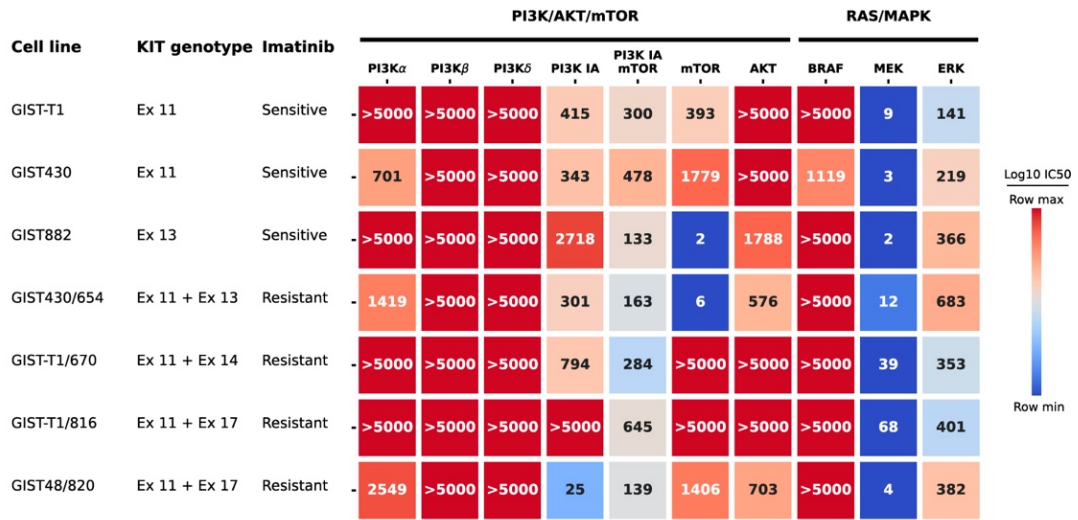 PI3K/AKT/mTOR RAS/MAPK
Cell line KIT genotype Imatinib
PI3Kα PI3Kβ PI3Kδ PI3K IA PI3K IA mTOR mTOR AKT BRAF MEK ERK
GIST-T1 Ex 11 Sensitive >5000 >5000 >5000 415 300 393 >5000 >5000 9 141
GIST430 Ex 11 Sensitive 701 >5000 >5000 343 478 1779 >5000 1119 3 219
Log10 IC50
Row max
GIST882 Ex 13 Sensitive >5000 >5000 >5000 2718 133 2 1788 >5000 2 366
GIST430/654 Ex 11 + Ex 13 Resistant 1419 >5000 >5000 301 163 6 576 >5000 12 683
GIST-T1/670 Ex 11 + Ex 14 Resistant >5000 >5000 >5000 794 284 >5000 >5000 >5000 39 353
Row min
GIST-T1/816 Ex 11 + Ex 17 Resistant >5000 >5000 >5000 >5000 645 >5000 >5000 >5000 68 401
GIST48/820 Ex 11 + Ex 17 Resistant 2549 >5000 >5000 25 139 1406 703 >5000 4 382